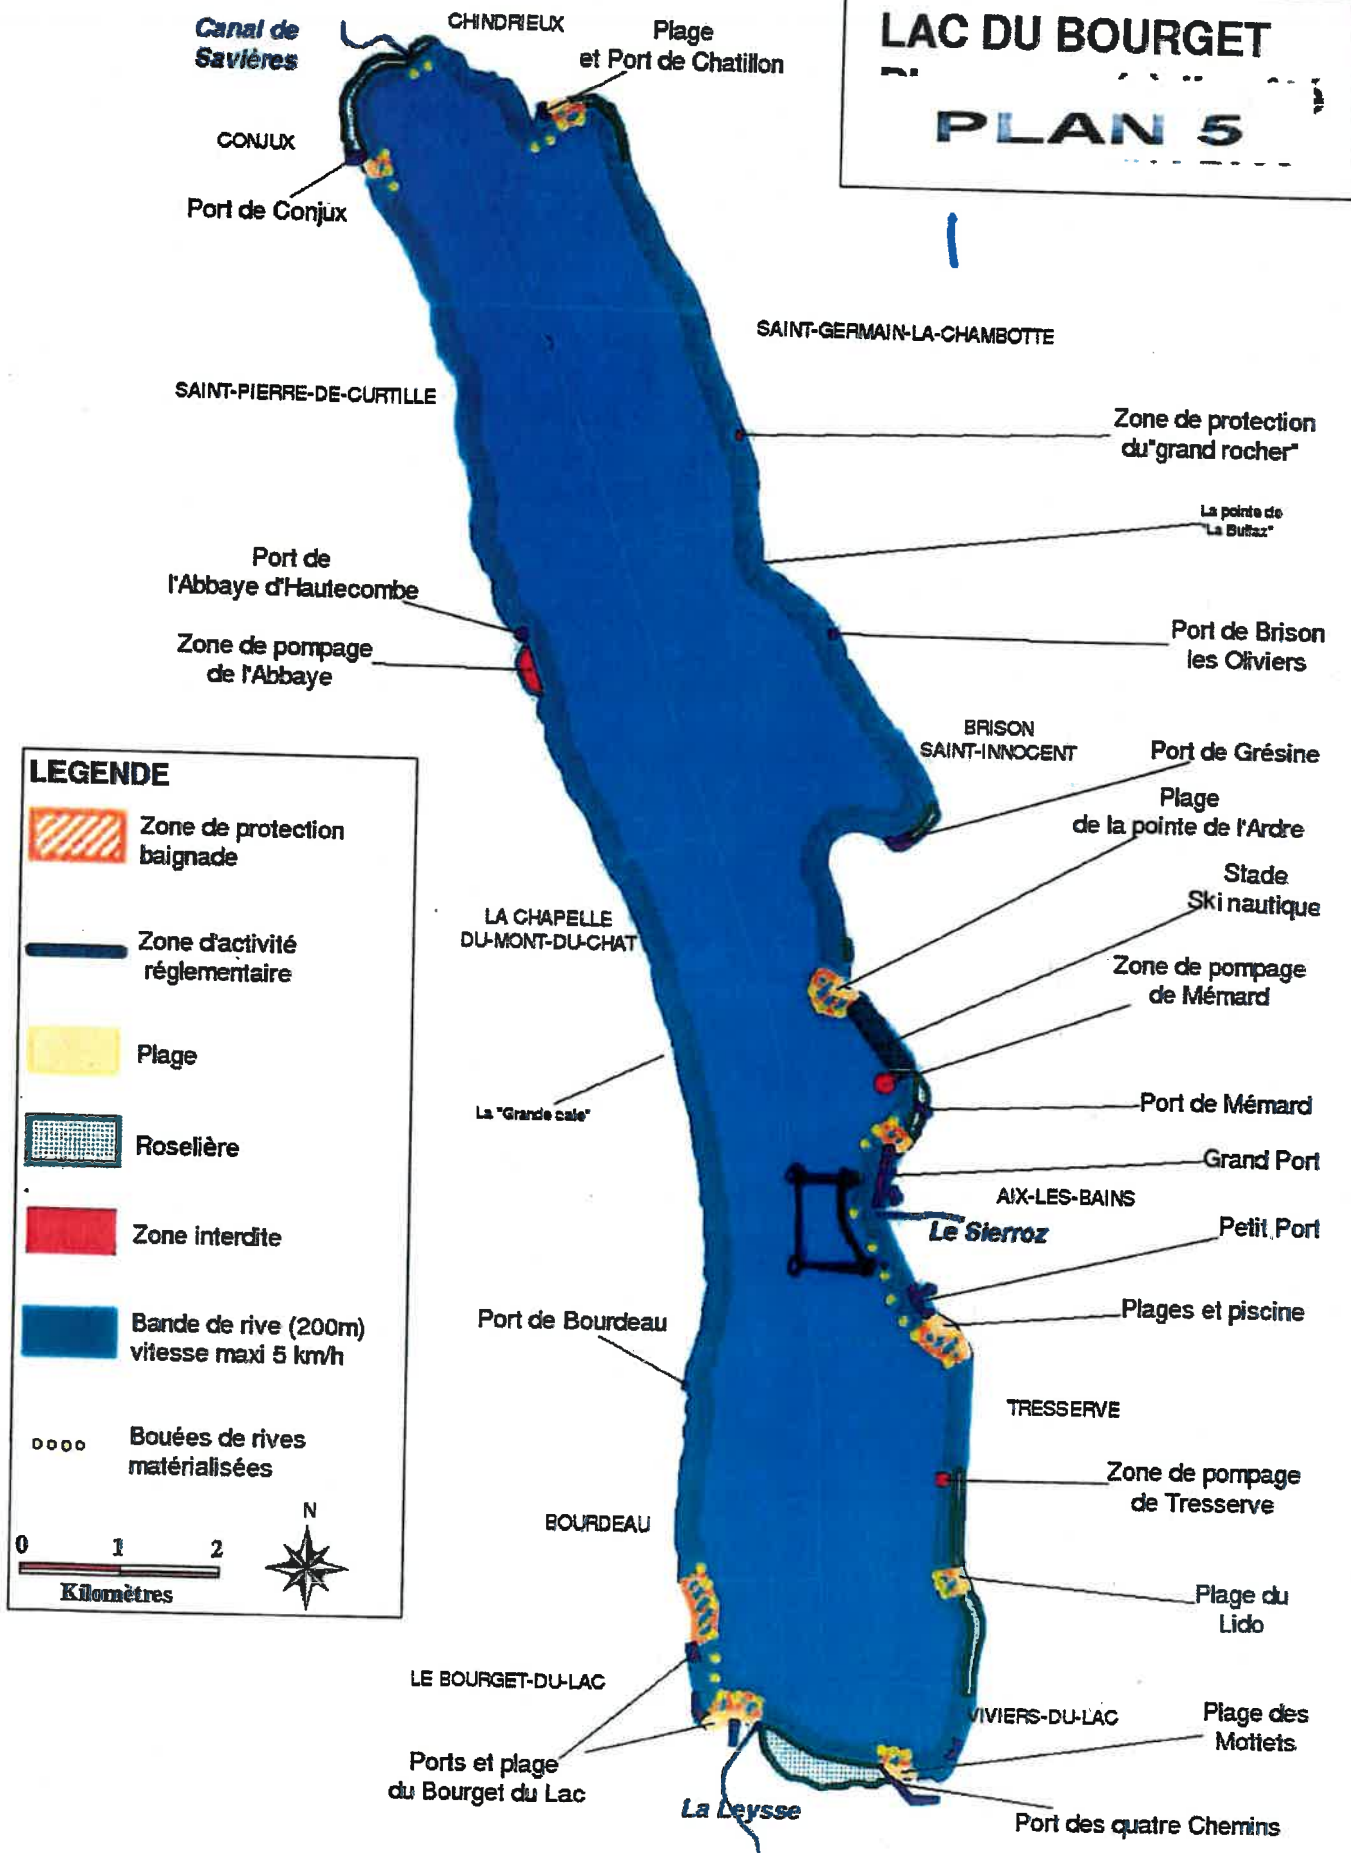 LAC DU BOURGET
PLAN 5
Canal de
Savières
CHINDRIEUX
Plage
et Port de Chatillon
CONJUX
Port de Conjux
SAINT-GERMAIN-LA-CHAMBOTTE
SAINT-PIERRE-DE-CURTILLE
Zone de protection
du"grand rocher"
La pointe de
"La Buffaz"
Port de
l'Abbaye d'Hautecombe
Zone de pompage
de l'Abbaye
Port de Brison
les Oliviers
BRISON
SAINT-INNOCENT
Port de Grésine
Plage
de la pointe de l'Ardre
Stade
Ski nautique
Zone de pompage
de Mémard
LA CHAPELLE
DU-MONT-DU-CHAT
La "Grande cale"
Port de Mémard
Grand Port
AIX-LES-BAINS
Le Sierroz
Petit Port
Plages et piscine
Port de Bourdeau
TRESSERVE
Zone de pompage
de Tresserve
BOURDEAU
Plage du
Lido
LE BOURGET-DU-LAC
VIVIERS-DU-LAC
Plage des
Mottets
Ports et plage
du Bourget du Lac
La Leysse
Port des quatre Chemins
LEGENDE
Zone de protection
baignade
Zone d'activité
réglementaire
Plage
Roselière
Zone interdite
Bande de rive (200m)
vitesse maxi 5 km/h
Bouées de rives
matérialisées
N
0 1 2
Kilomètres